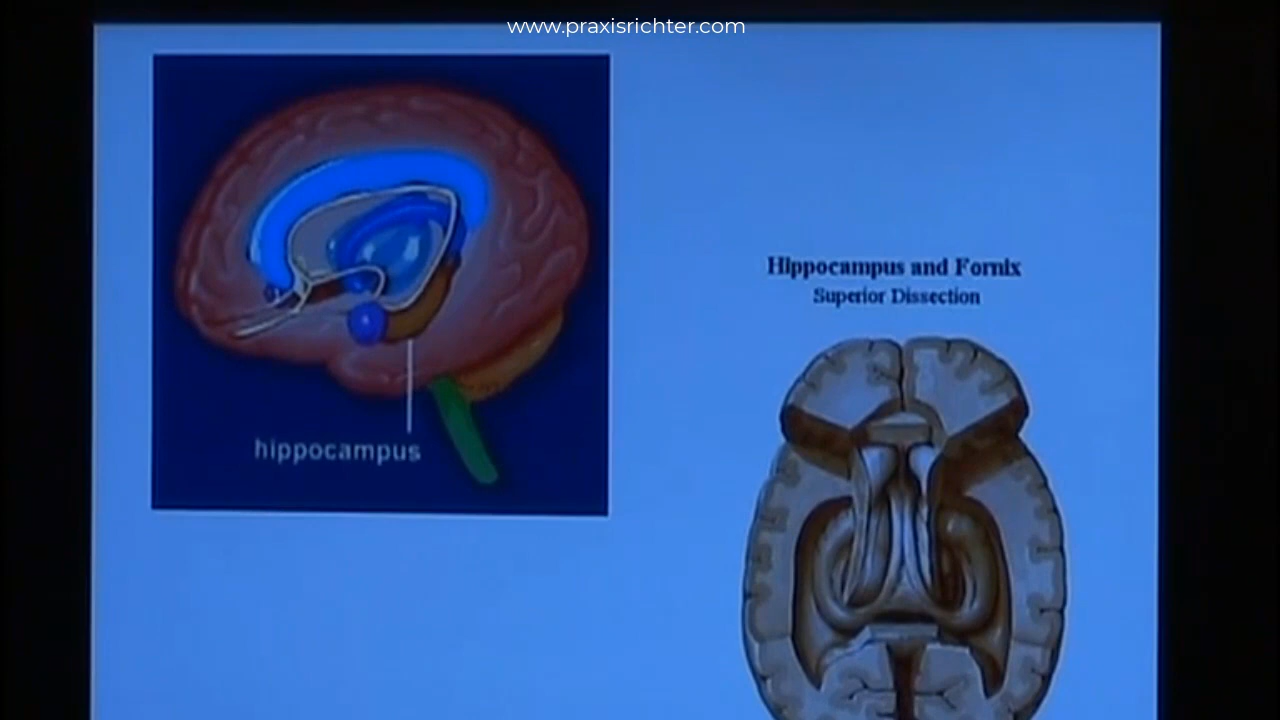 www.praxisrichter.com
Hippocampus and Fornix
Superior Dissection
hippocampus